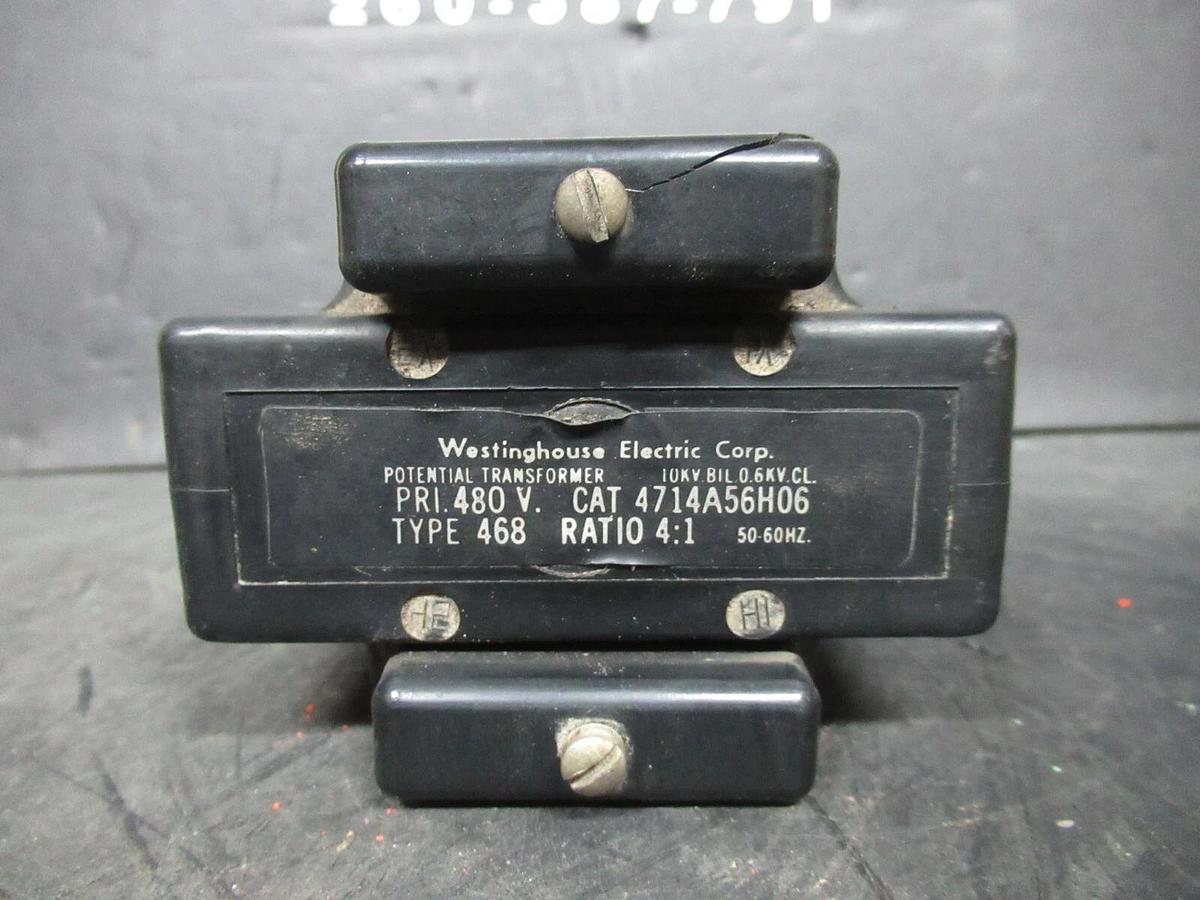 Westinghouse Electric Corp.
POTENTIAL TRANSFORMER 10KV.BIL.0.6KV.CL.
PRI. 480 V. CAT 4714A56H06
TYPE 468 RATIO 4:1 50-60HZ.
H2 H1